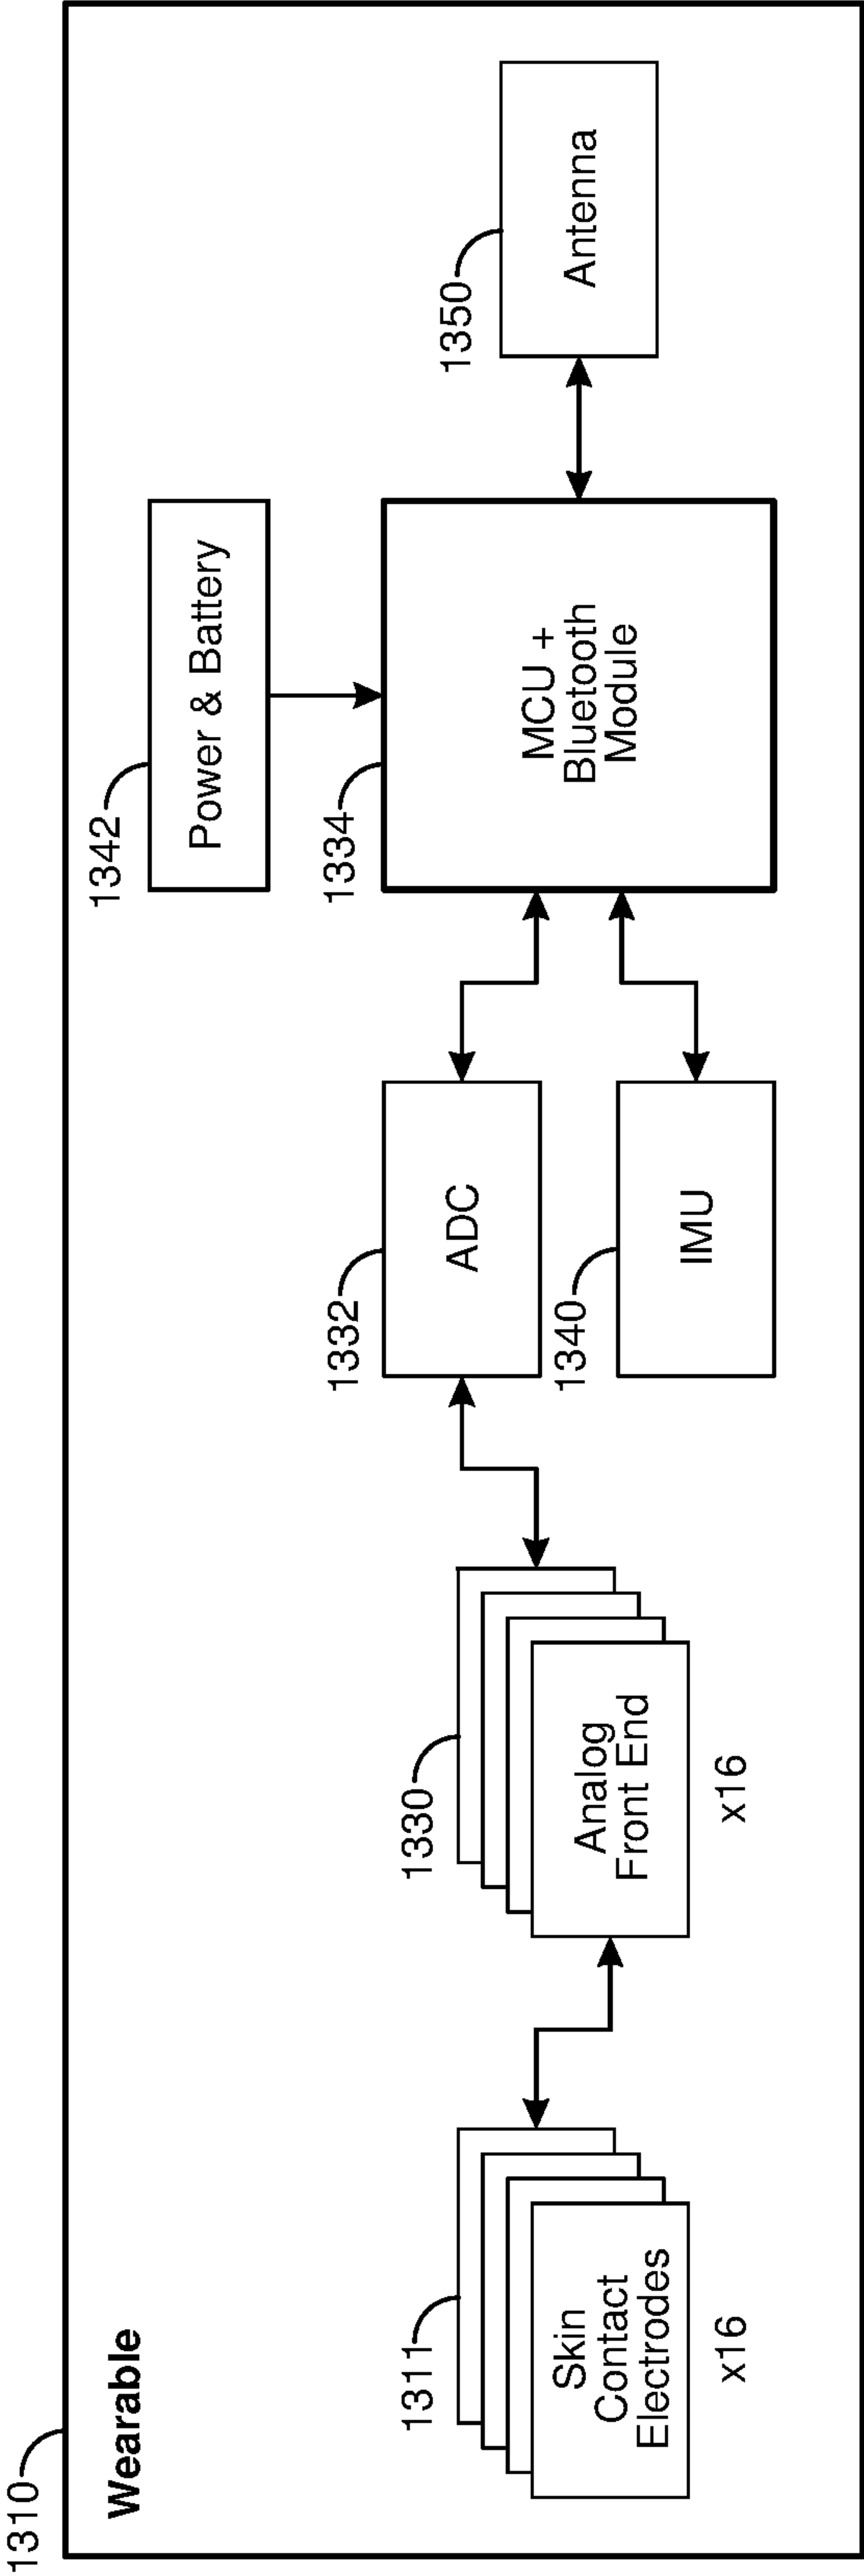 1310
Wearable
1311
Skin
Contact
Electrodes
x16
1330
Analog
Front End
x16
1332
ADC
1340
IMU
1342
Power & Battery
1334
MCU +
Bluetooth
Module
1350
Antenna